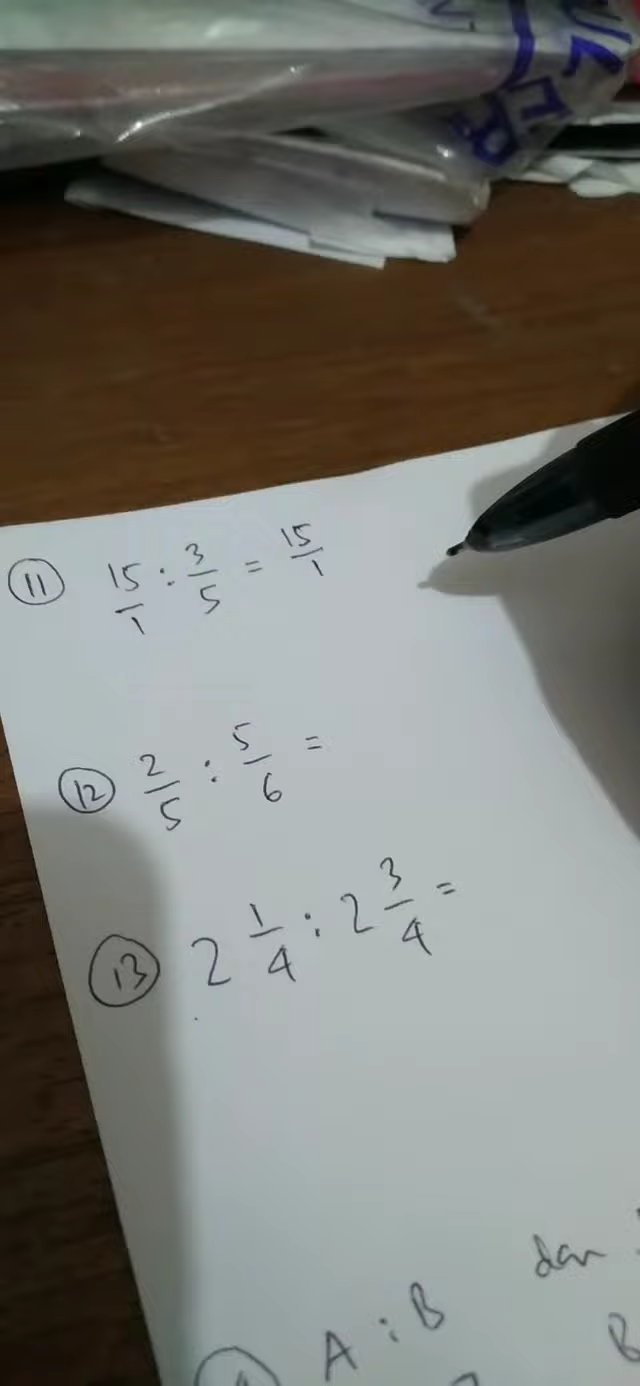 ER
11 15/1 : 3/5 = 15/1
12 2/5 : 5/6 =
13 2 1/4 : 2 3/4 =
dan
A : B B